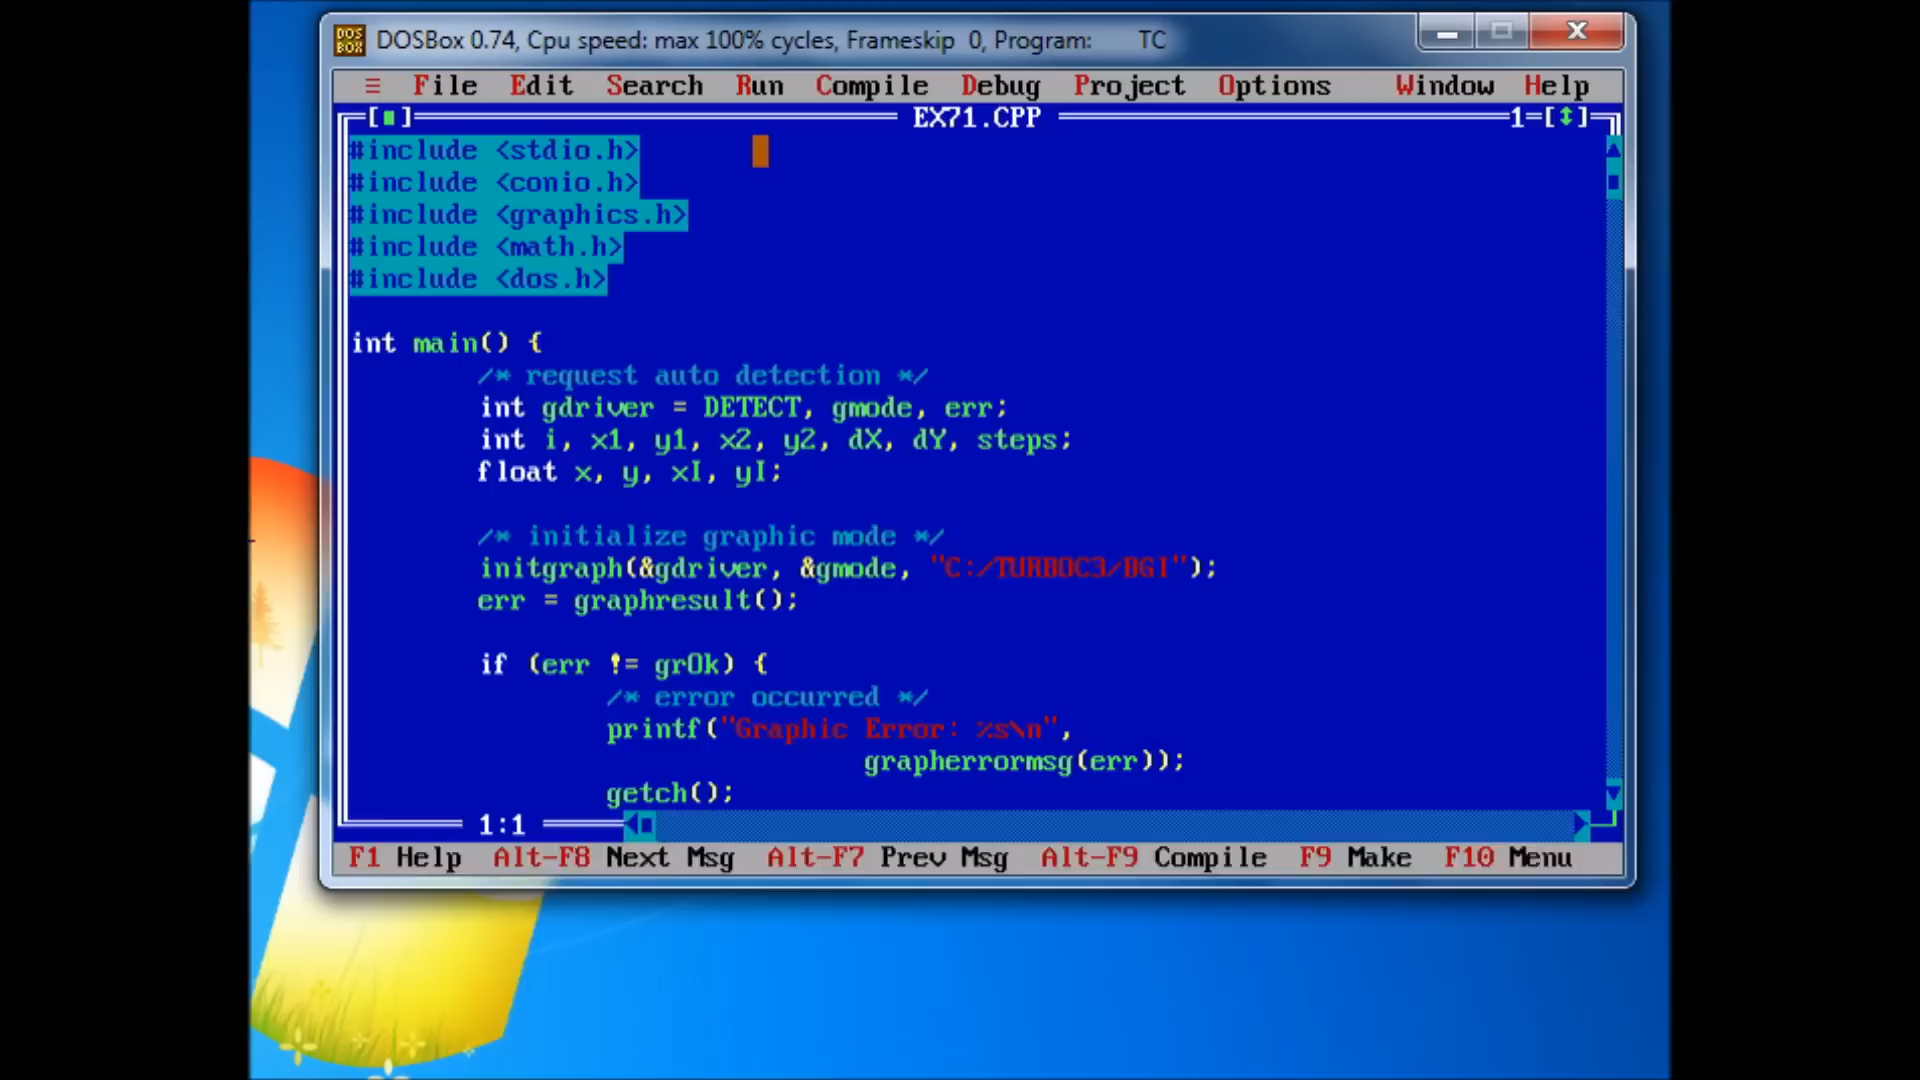 DOS BOX
DOSBox 0.74, Cpu speed: max 100% cycles, Frameskip 0, Program: TC
≡ File Edit Search Run Compile Debug Project Options Window Help
[■] EX71.CPP 1=[↕]
#include <stdio.h>
#include <conio.h>
#include <graphics.h>
#include <math.h>
#include <dos.h>
int main() {
/* request auto detection */
int gdriver = DETECT, gmode, err;
int i, x1, y1, x2, y2, dX, dY, steps;
float x, y, xI, yI;
/* initialize graphic mode */
initgraph(&gdriver, &gmode, "C:/TURBOC3/BGI");
err = graphresult();
if (err != grOk) {
/* error occurred */
printf("Graphic Error: %s\n",
grapherrormsg(err));
getch();
1:1
F1 Help Alt-F8 Next Msg Alt-F7 Prev Msg Alt-F9 Compile F9 Make F10 Menu